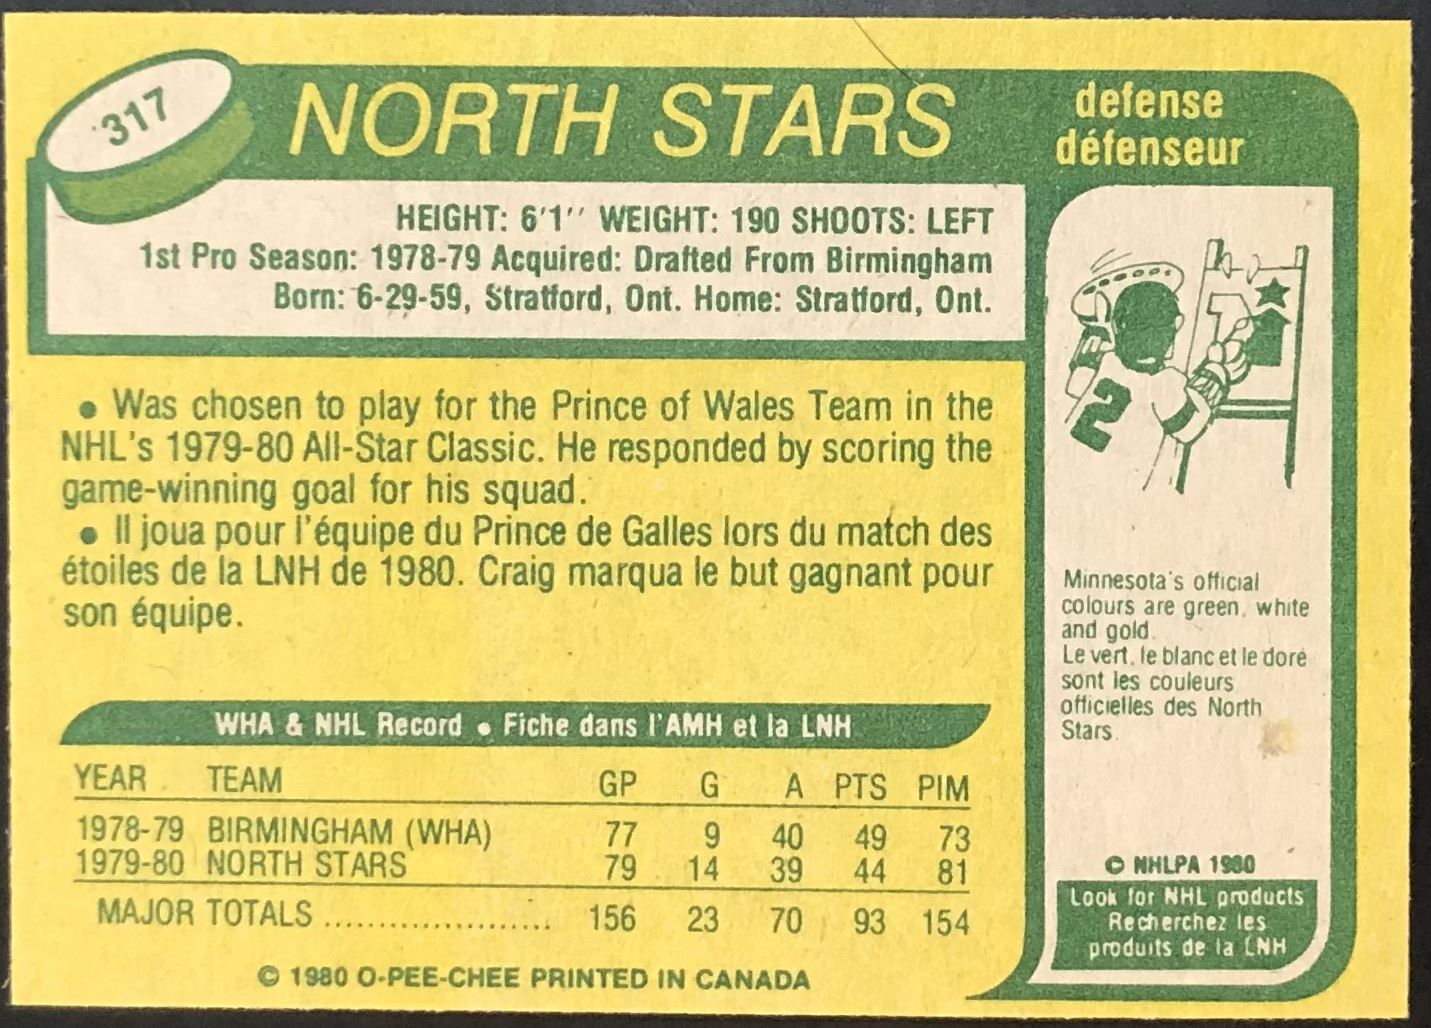 317
NORTH STARS
defense
défenseur
HEIGHT: 6'1'' WEIGHT: 190 SHOOTS: LEFT
1st Pro Season: 1978-79 Acquired: Drafted From Birmingham
Born: 6-29-59, Stratford, Ont. Home: Stratford, Ont.
• Was chosen to play for the Prince of Wales Team in the
NHL's 1979-80 All-Star Classic. He responded by scoring the
game-winning goal for his squad.
• Il joua pour l'équipe du Prince de Galles lors du match des
étoiles de la LNH de 1980. Craig marqua le but gagnant pour
son équipe.
WHA & NHL Record • Fiche dans l'AMH et la LNH
YEAR TEAM GP G A PTS PIM
1978-79 BIRMINGHAM (WHA) 77 9 40 49 73
1979-80 NORTH STARS 79 14 39 44 81
MAJOR TOTALS ..................... 156 23 70 93 154
© 1980 O-PEE-CHEE PRINTED IN CANADA
2
Minnesota's official
colours are green, white
and gold.
Le vert, le blanc et le doré
sont les couleurs
officielles des North
Stars.
© NHLPA 1980
Look for NHL products
Recherchez les
produits de la LNH